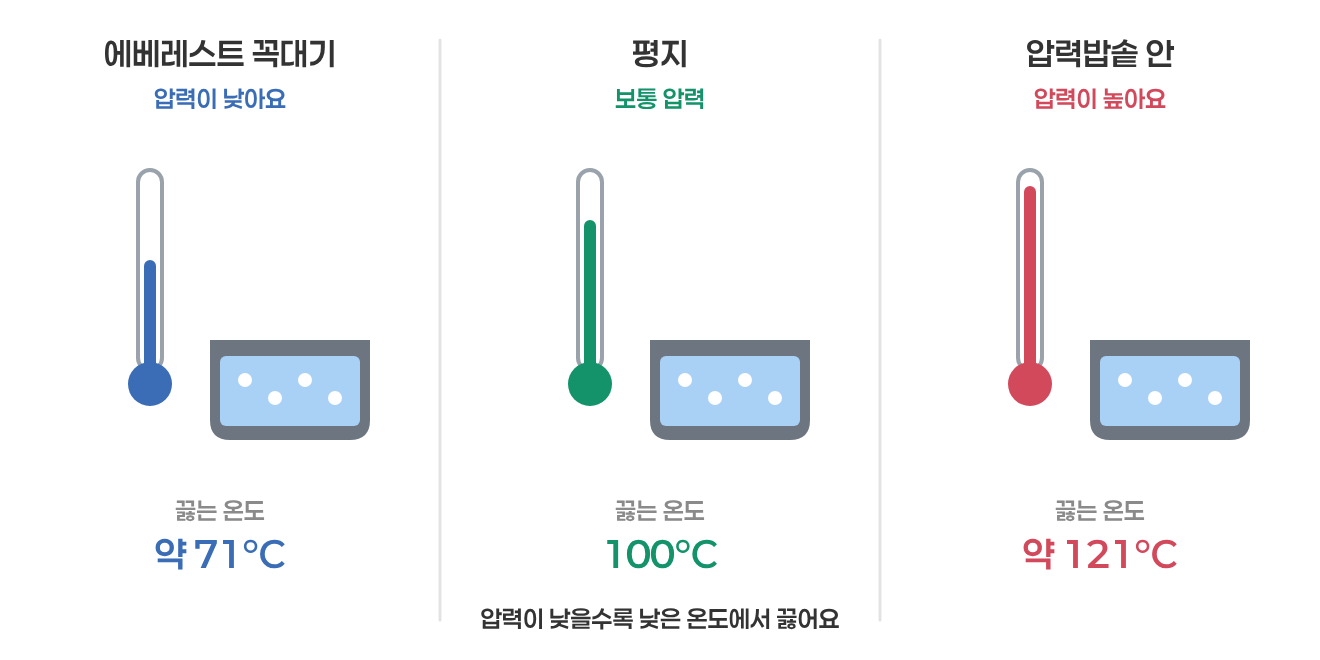 에베레스트 꼭대기
압력이 낮아요
끓는 온도
약 71°C
평지
보통 압력
끓는 온도
100°C
압력밥솥 안
압력이 높아요
끓는 온도
약 121°C
압력이 낮을수록 낮은 온도에서 끓어요